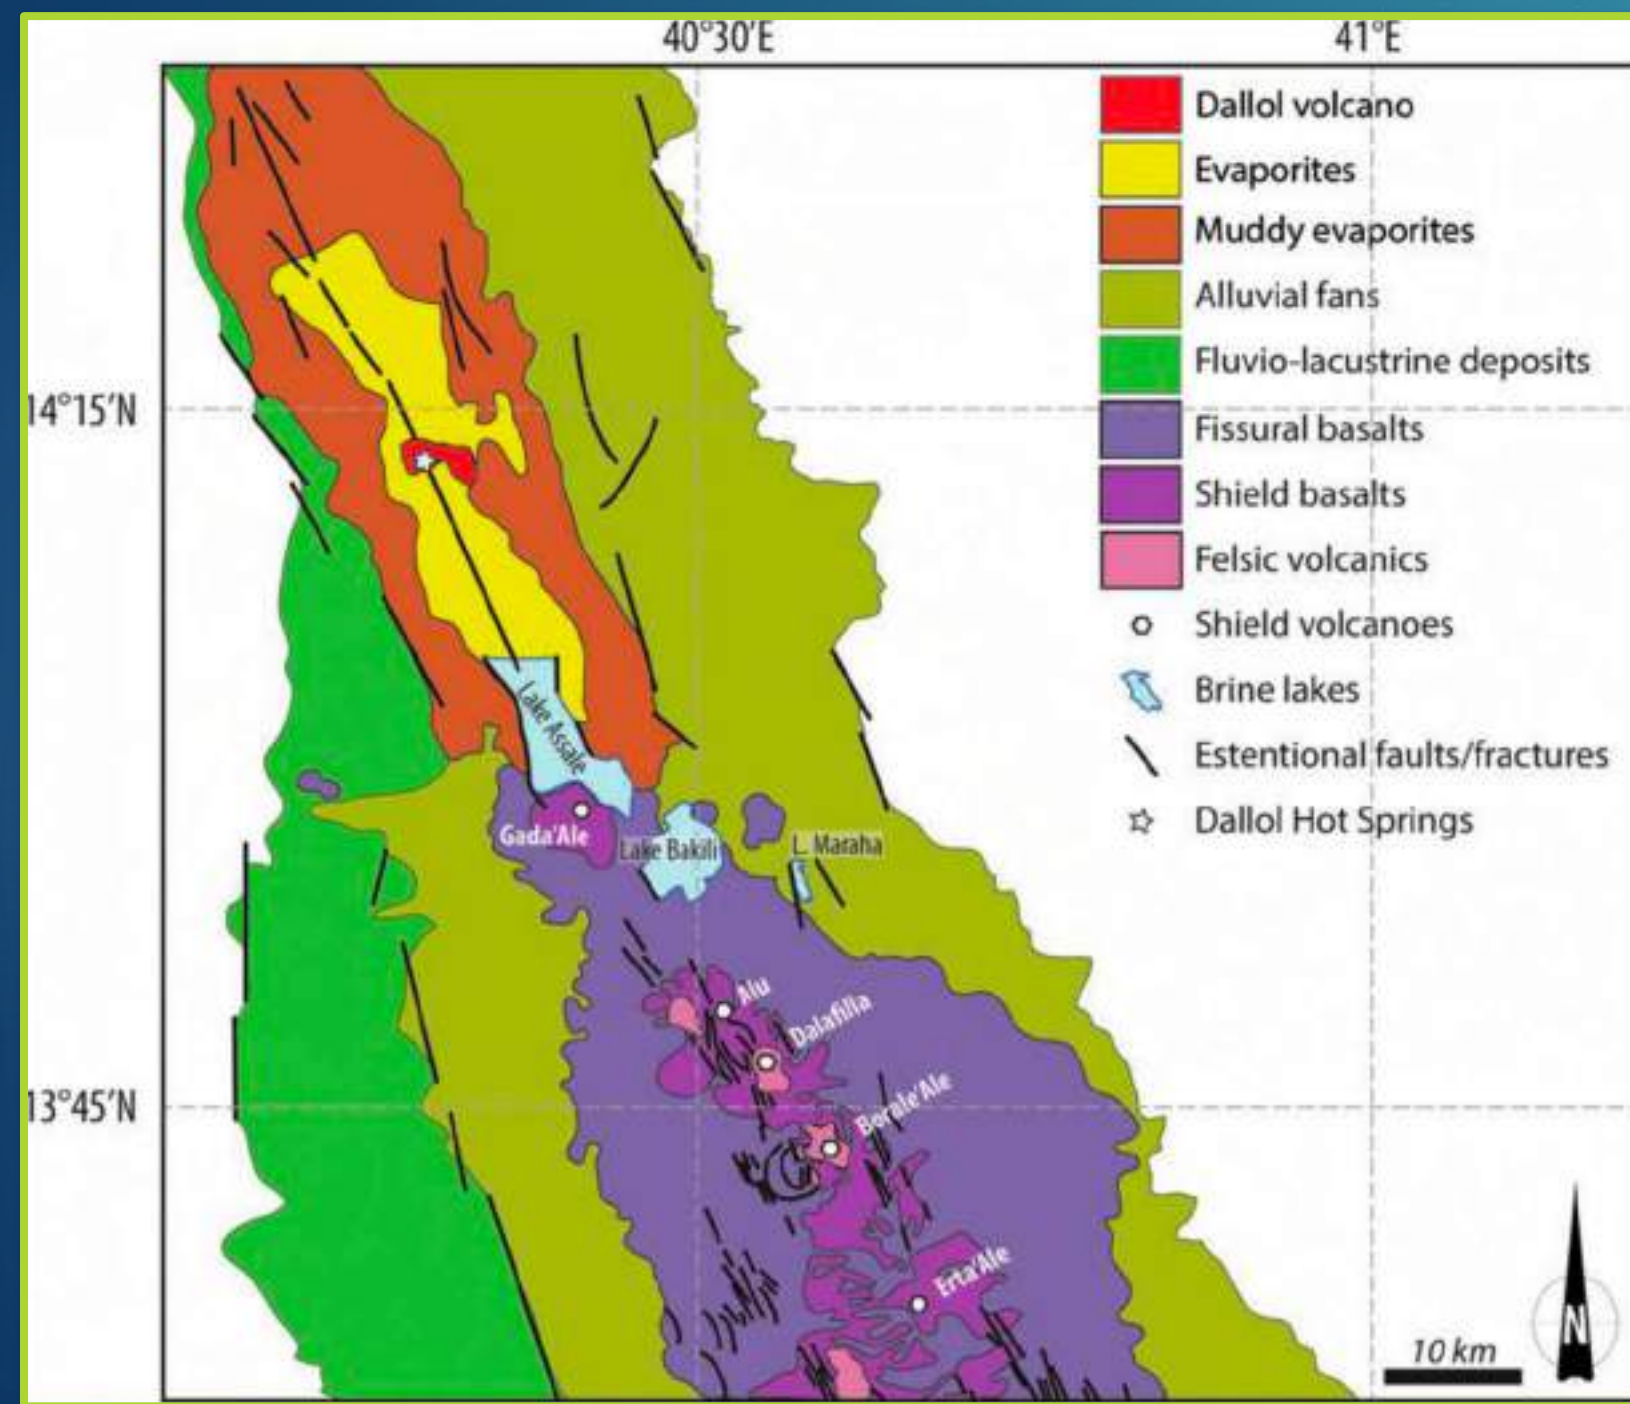 40°30'E
41°E
Dallol volcano
Evaporites
Muddy evaporites
Alluvial fans
14°15'N
Fluvio-lacustrine deposits
Fissural basalts
Shield basalts
Felsic volcanics
Shield volcanoes
Brine lakes
Estentional faults/fractures
Dallol Hot Springs
Lake Assale
Gada'Ale
Lake Bakili
L. Maraha
Alu
Dalafilla
13°45'N
Borale'Ale
Erta'Ale
10 km
N